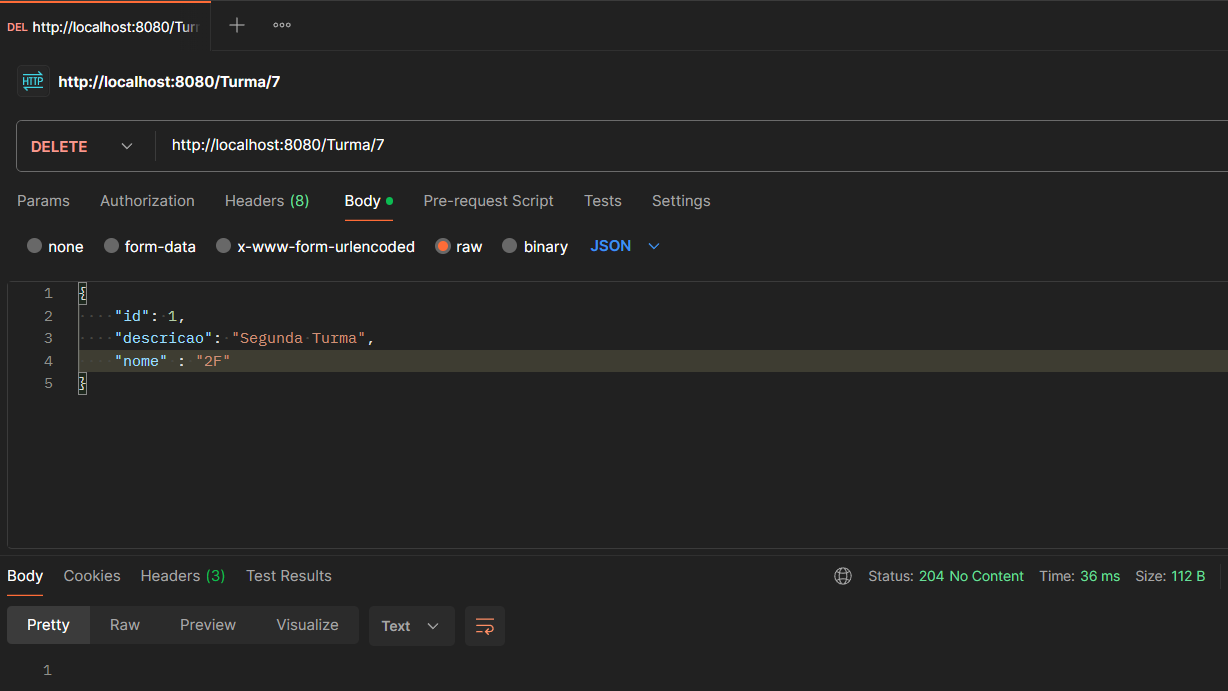 DEL http://localhost:8080/Tur
HTTP http://localhost:8080/Turma/7
DELETE http://localhost:8080/Turma/7
Params Authorization Headers (8) Body Pre-request Script Tests Settings
none form-data x-www-form-urlencoded raw binary JSON
1 {
2 "id": 1,
3 "descricao": "Segunda Turma",
4 "nome" : "2F"
5 }
Body Cookies Headers (3) Test Results Status: 204 No Content Time: 36 ms Size: 112 B
Pretty Raw Preview Visualize Text
1